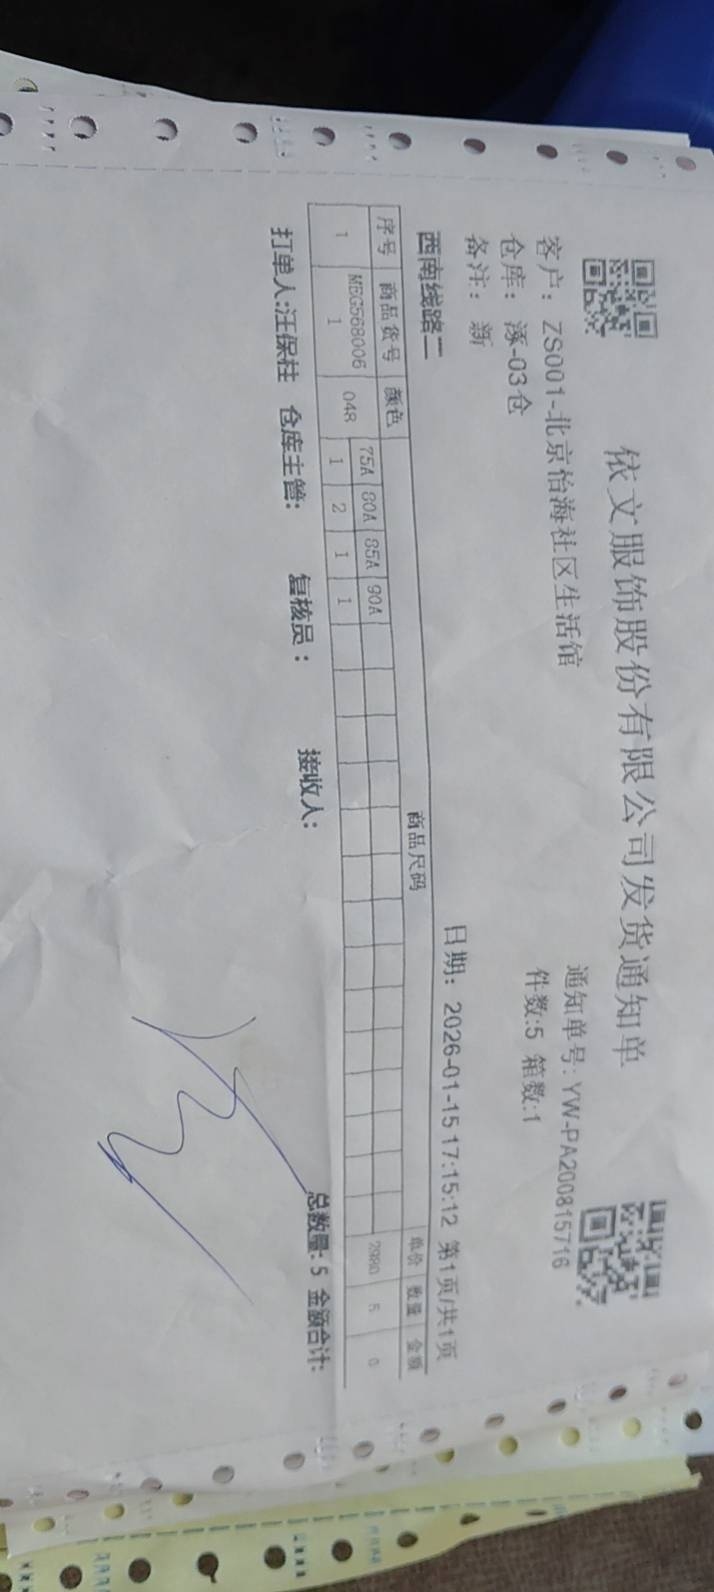 依文服饰股份有限公司发货通知单
客户：ZS001-北京怡海社区生活馆 通知单号：YW-PA200815716
仓库：涿-03仓 件数:5 箱数:1
备注：新
西南线路二 日期：2026-01-15 17:15:12 第1页/共1页
序号 商品货号 颜色 商品尺码 单价 数量 金额
75A 80A 85A 90A
1 MEG568006 1 048 1 2 1 1 2980 5 0
总数量: 5 金额合计:
打单人:汪保柱 仓库主管: 复核员： 接收人: